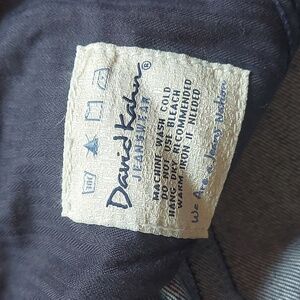 David Kahn®
JEANSWEAR
MACHINE WASH COLD
DO NOT USE BLEACH
HANG-DRY RECOMMENDED
WARM IRON IF NEEDED
We Are a Jeans Nation